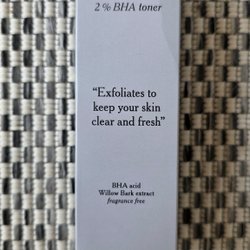 2% BHA toner
“Exfoliates to
keep your skin
clear and fresh”
BHA acid
Willow Bark extract
fragrance free